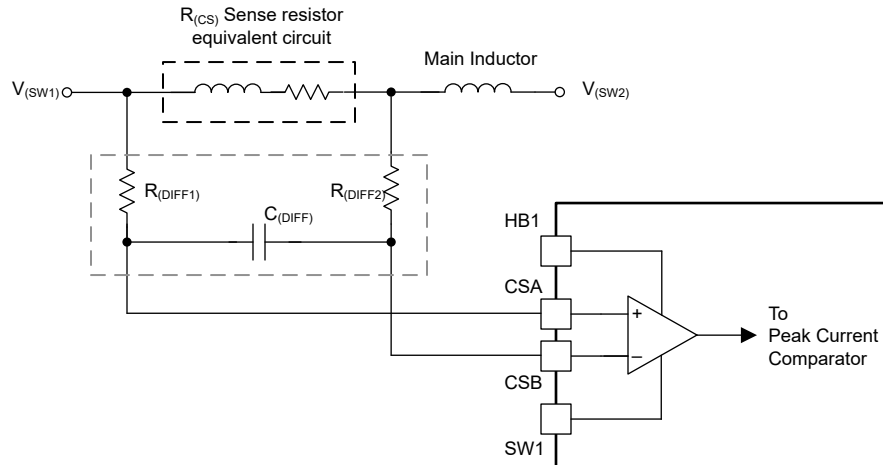 R(CS) Sense resistor
equivalent circuit
Main Inductor
V(SW1)
V(SW2)
R(DIFF1)
R(DIFF2)
C(DIFF)
HB1
CSA
+
To
Peak Current
Comparator
−
CSB
SW1